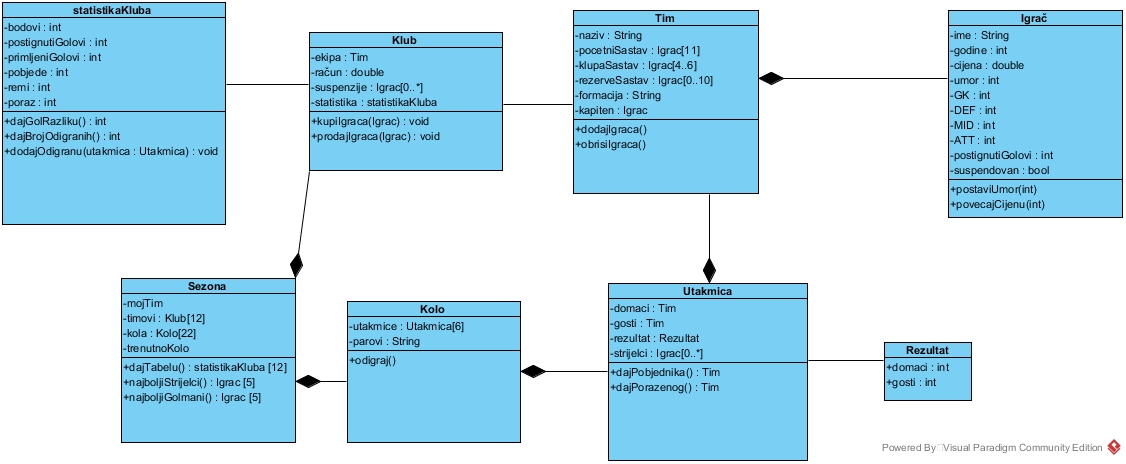 statistikaKluba
-bodovi : int
-postignutiGolovi : int
-primljeniGolovi : int
-pobjede : int
-remi : int
-poraz : int
+dajGolRazliku() : int
+dajBrojOdigranih() : int
+dodajOdigranu(utakmica : Utakmica) : void
Klub
-ekipa : Tim
-račun : double
-suspenzije : Igrac[0..*]
-statistika : statistikaKluba
+kupiIgraca(Igrac) : void
+prodajIgraca(Igrac) : void
Tim
-naziv : String
-pocetniSastav : Igrac[11]
-klupaSastav : Igrac[4..6]
-rezerveSastav : Igrac[0..10]
-formacija : String
-kapiten : Igrac
+dodajIgraca()
+obrisiIgraca()
Igrač
-ime : String
-godine : int
-cijena : double
-umor : int
-GK : int
-DEF : int
-MID : int
-ATT : int
-postignutiGolovi : int
-suspendovan : bool
+postaviUmor(int)
+povecajCijenu(int)
Sezona
-mojTim
-timovi : Klub[12]
-kola : Kolo[22]
-trenutnoKolo
+dajTabelu() : statistikaKluba [12]
+najboljiStrijelci() : Igrac [5]
+najboljiGolmani() : Igrac [5]
Kolo
-utakmice : Utakmica[6]
-parovi : String
+odigraj()
Utakmica
-domaci : Tim
-gosti : Tim
-rezultat : Rezultat
-strijelci : Igrac[0..*]
+dajPobjednika() : Tim
+dajPorazenog() : Tim
Rezultat
+domaci : int
+gosti : int
Powered By Visual Paradigm Community Edition